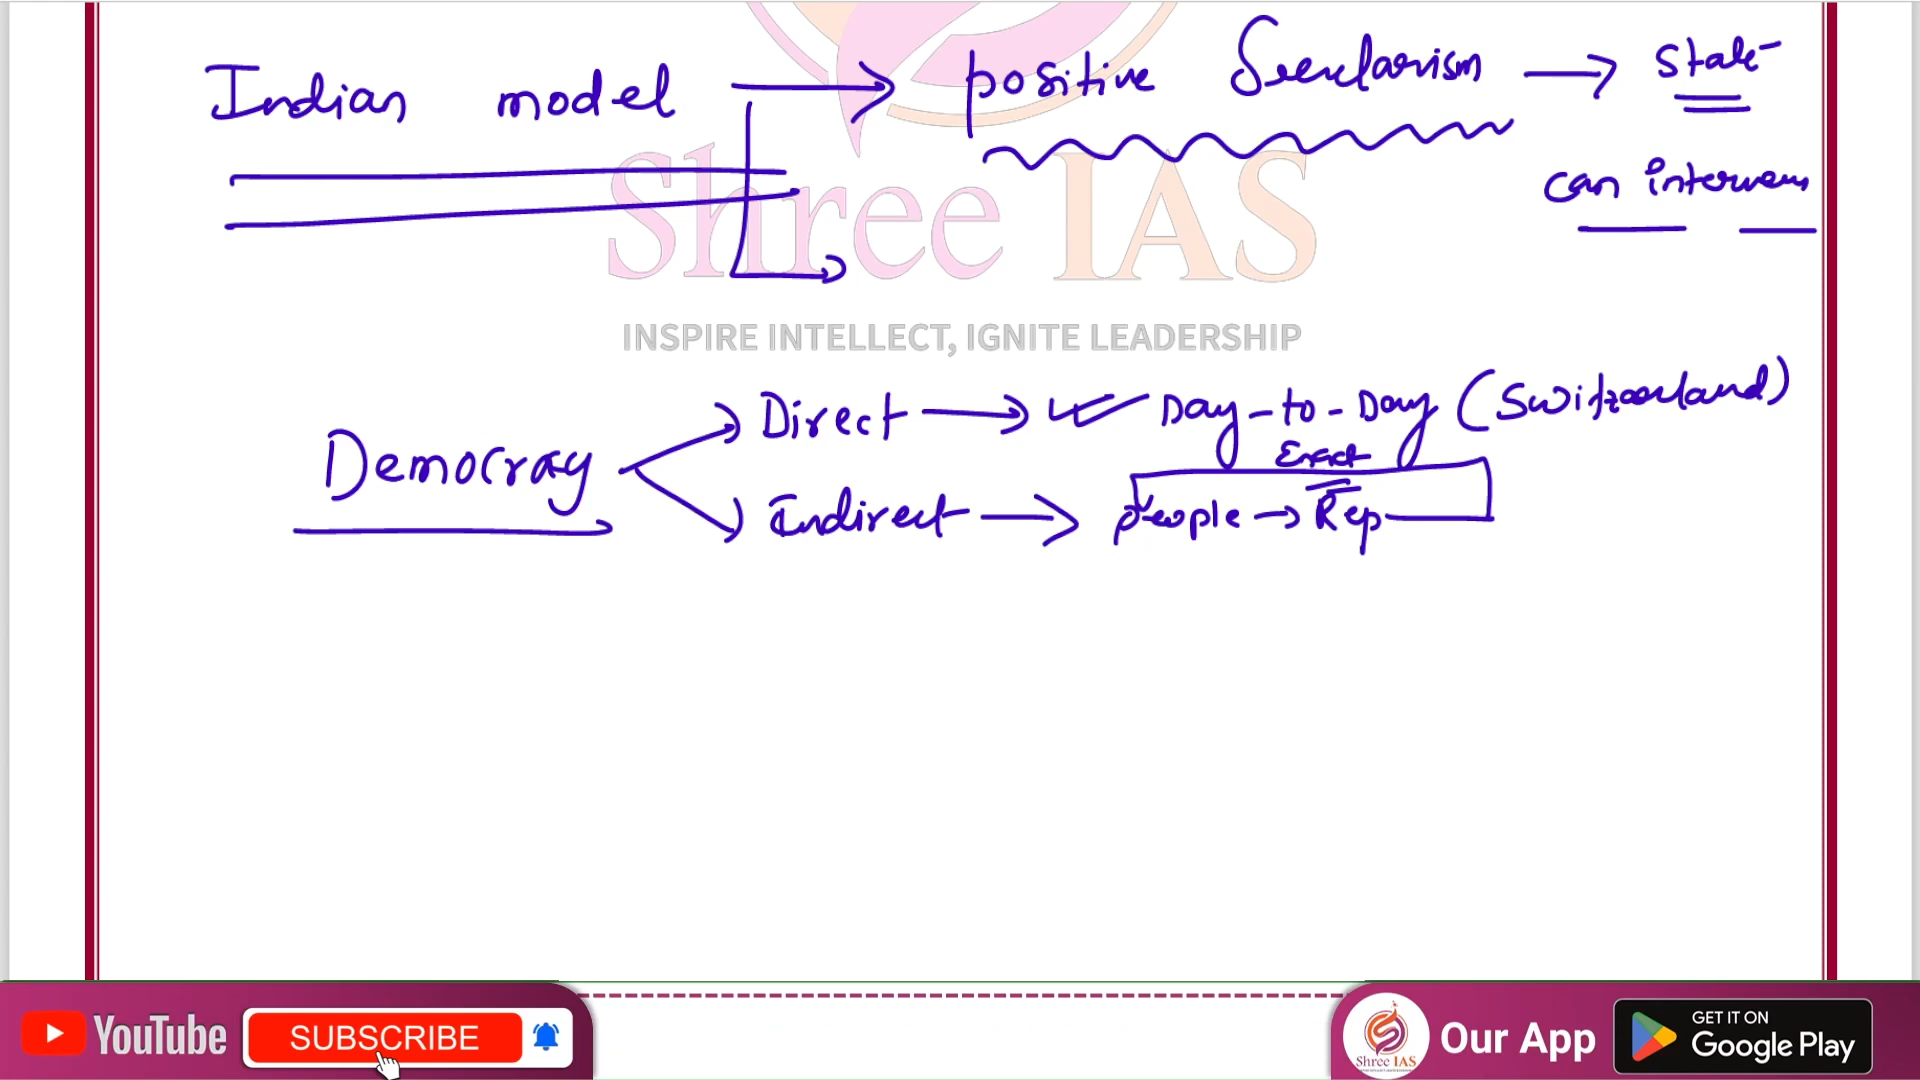 Indian model → positive Secularism → state
can intervene
Shree IAS
INSPIRE INTELLECT, IGNITE LEADERSHIP
Democracy
Direct → Day-to-Day (Switzerland)
Enact
Indirect → people → Rep
YouTube
SUBSCRIBE
Shree IAS
Our App
GET IT ON
Google Play